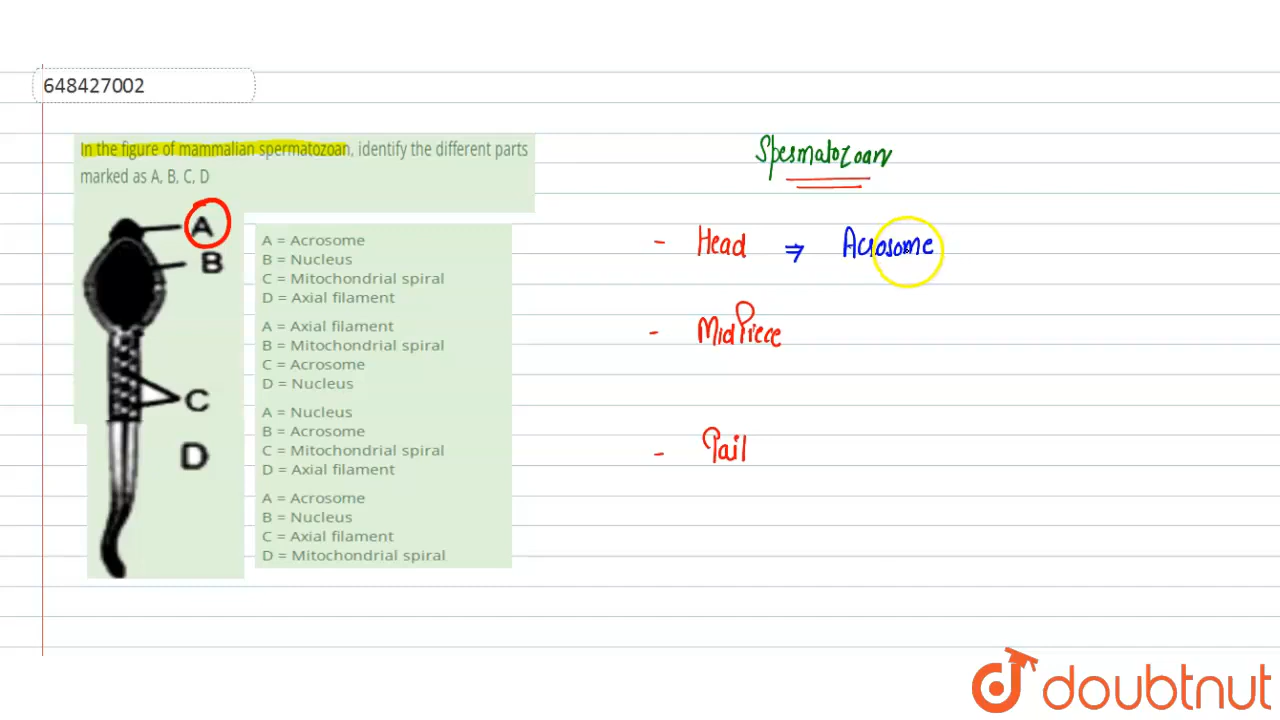 648427002
In the figure of mammalian spermatozoan, identify the different parts
marked as A, B, C, D
A
B
C
D
A = Acrosome
B = Nucleus
C = Mitochondrial spiral
D = Axial filament
A = Axial filament
B = Mitochondrial spiral
C = Acrosome
D = Nucleus
A = Nucleus
B = Acrosome
C = Mitochondrial spiral
D = Axial filament
A = Acrosome
B = Nucleus
C = Axial filament
D = Mitochondrial spiral
Spermatozoan
- Head ⇒ Acrosome
- MidPiece
- Tail
doubtnut